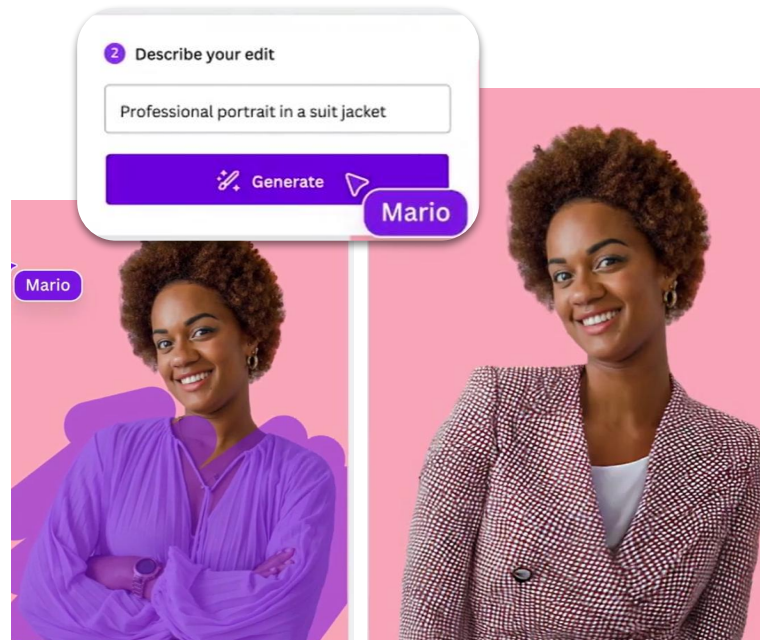 2 Describe your edit
Professional portrait in a suit jacket
Generate
Mario
Mario